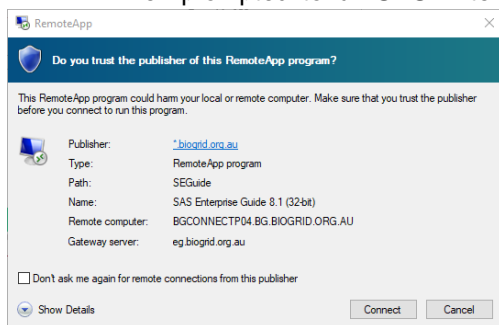 RemoteApp
Do you trust the publisher of this RemoteApp program?
This RemoteApp program could harm your local or remote computer. Make sure that you trust the publisher
before you connect to run this program.
Publisher: *.biogrid.org.au
Type: RemoteApp program
Path: SEGuide
Name: SAS Enterprise Guide 8.1 (32-bit)
Remote computer: BGCONNECTP04.BG.BIOGRID.ORG.AU
Gateway server: eg.biogrid.org.au
Don't ask me again for remote connections from this publisher
Show Details Connect Cancel